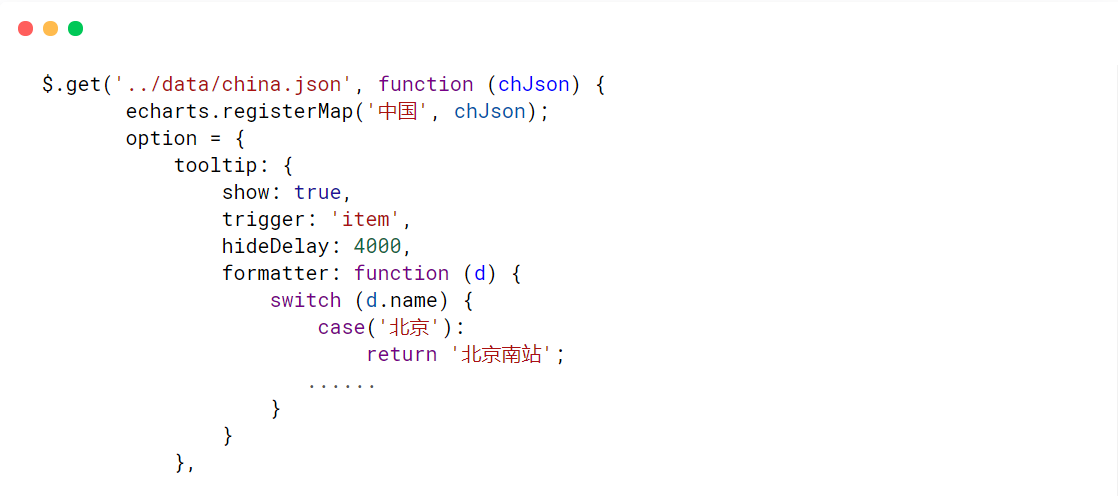 $.get('../data/china.json', function (chJson) {
echarts.registerMap('中国', chJson);
option = {
tooltip: {
show: true,
trigger: 'item',
hideDelay: 4000,
formatter: function (d) {
switch (d.name) {
case('北京'):
return '北京南站';
......
}
}
},